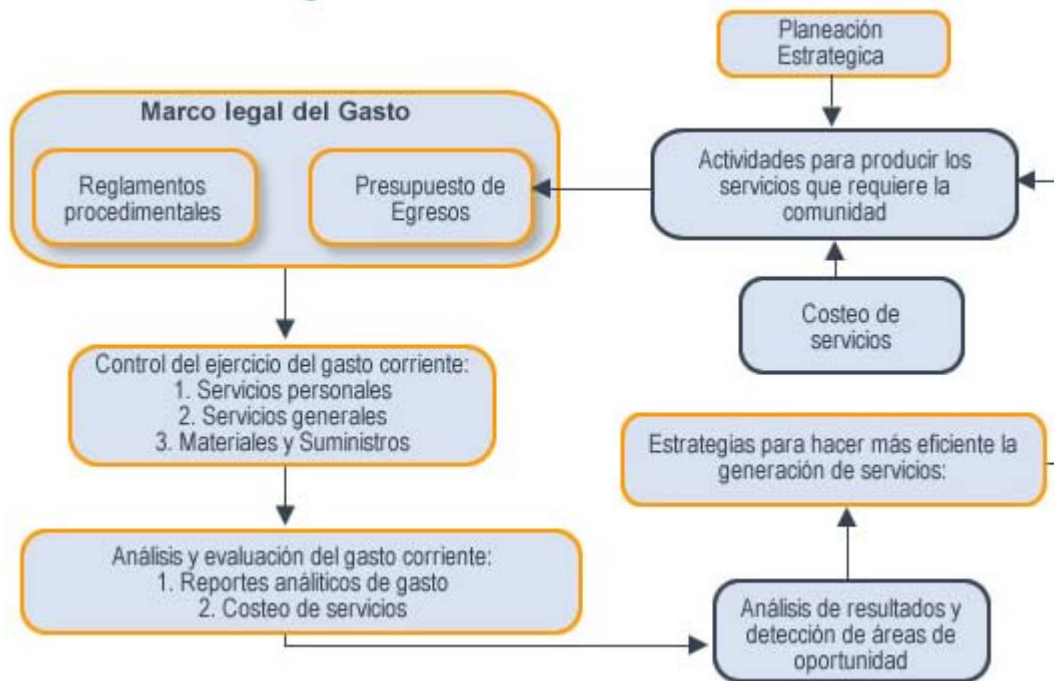 Planeación
Estrategica
Marco legal del Gasto
Reglamentos
procedimentales
Presupuesto de
Egresos
Actividades para producir los
servicios que requiere la
comunidad
Costeo de
servicios
Control del ejercicio del gasto corriente:
1. Servicios personales
2. Servicios generales
3. Materiales y Suministros
Estrategias para hacer más eficiente la
generación de servicios:
Análisis y evaluación del gasto corriente:
1. Reportes análiticos de gasto
2. Costeo de servicios
Análisis de resultados y
detección de áreas de
oportunidad